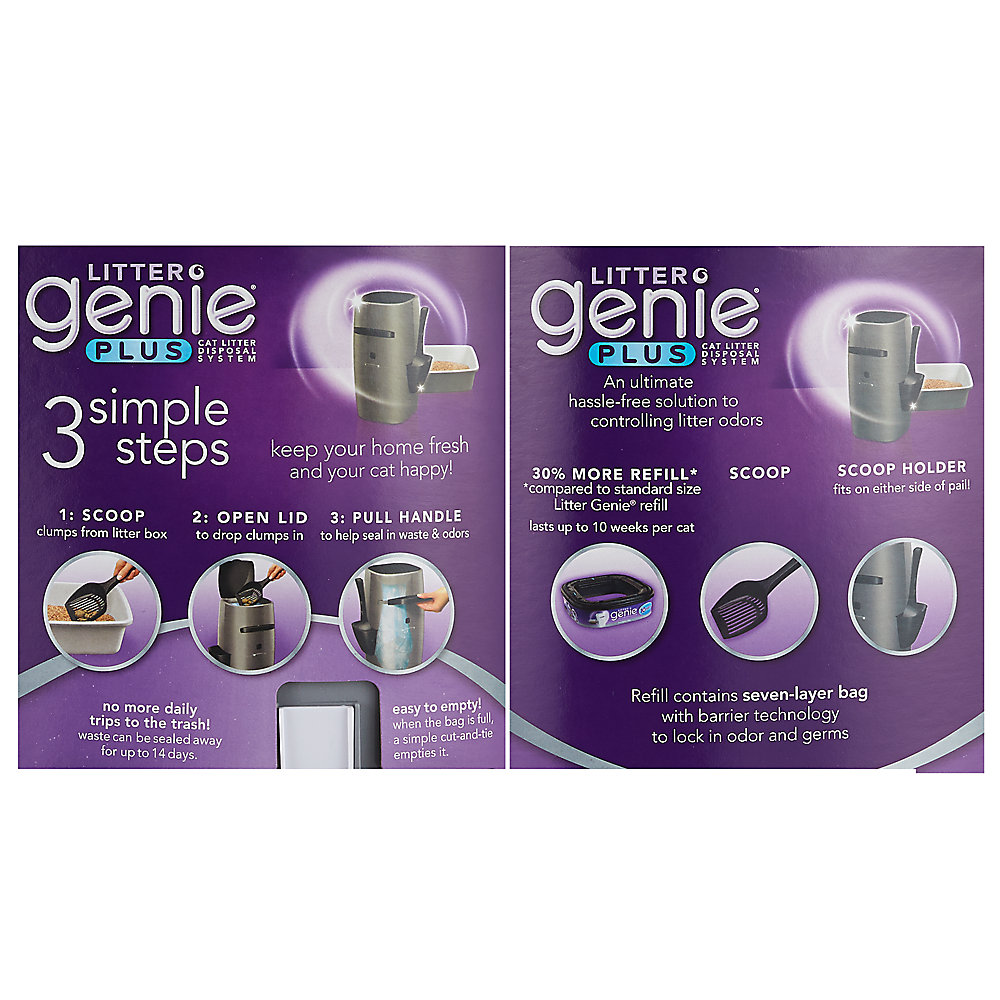 LITTER
genie®
PLUS
CAT LITTER
DISPOSAL
SYSTEM
3 simple
steps
keep your home fresh
and your cat happy!
1: SCOOP
clumps from litter box
2: OPEN LID
to drop clumps in
3: PULL HANDLE
to help seal in waste & odors
no more daily
trips to the trash!
waste can be sealed away
for up to 14 days.
easy to empty!
when the bag is full,
a simple cut-and-tie
empties it.
LITTER
genie®
PLUS
CAT LITTER
DISPOSAL
SYSTEM
An ultimate
hassle-free solution to
controlling litter odors
30% MORE REFILL*
*compared to standard size
Litter Genie® refill
lasts up to 10 weeks per cat
SCOOP
SCOOP HOLDER
fits on either side of pail!
genie
Refill contains seven-layer bag
with barrier technology
to lock in odor and germs